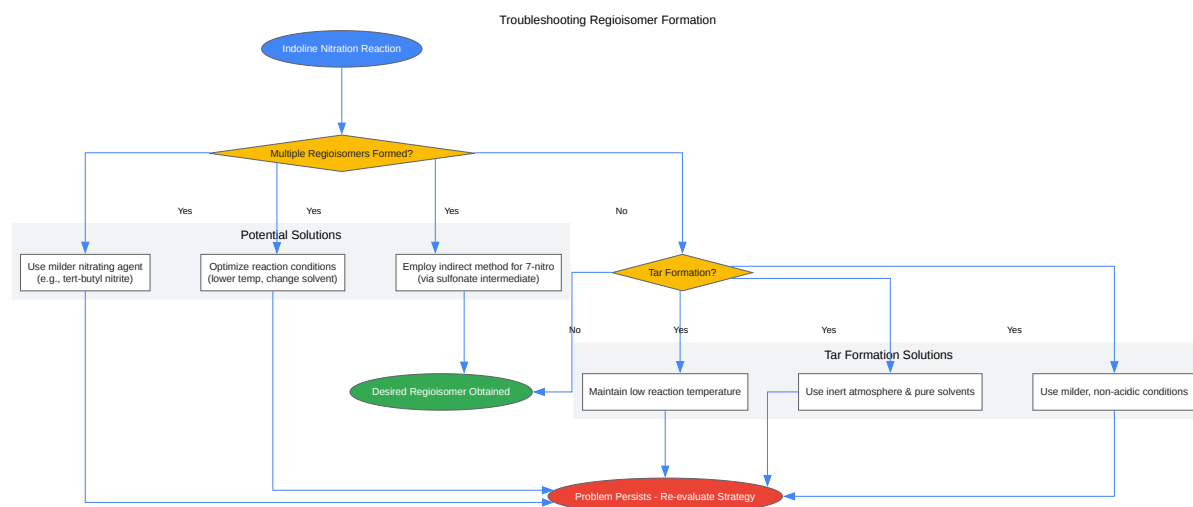 Troubleshooting Regioisomer Formation
Indoline Nitration Reaction
Multiple Regioisomers Formed?
Yes
Yes
Yes
No
Potential Solutions
Use milder nitrating agent
(e.g., tert-butyl nitrite)
Optimize reaction conditions
(lower temp, change solvent)
Employ indirect method for 7-nitro
(via sulfonate intermediate)
Tar Formation?
No
Yes
Yes
Yes
Tar Formation Solutions
Desired Regioisomer Obtained
Maintain low reaction temperature
Use inert atmosphere & pure solvents
Use milder, non-acidic conditions
Problem Persists - Re-evaluate Strategy